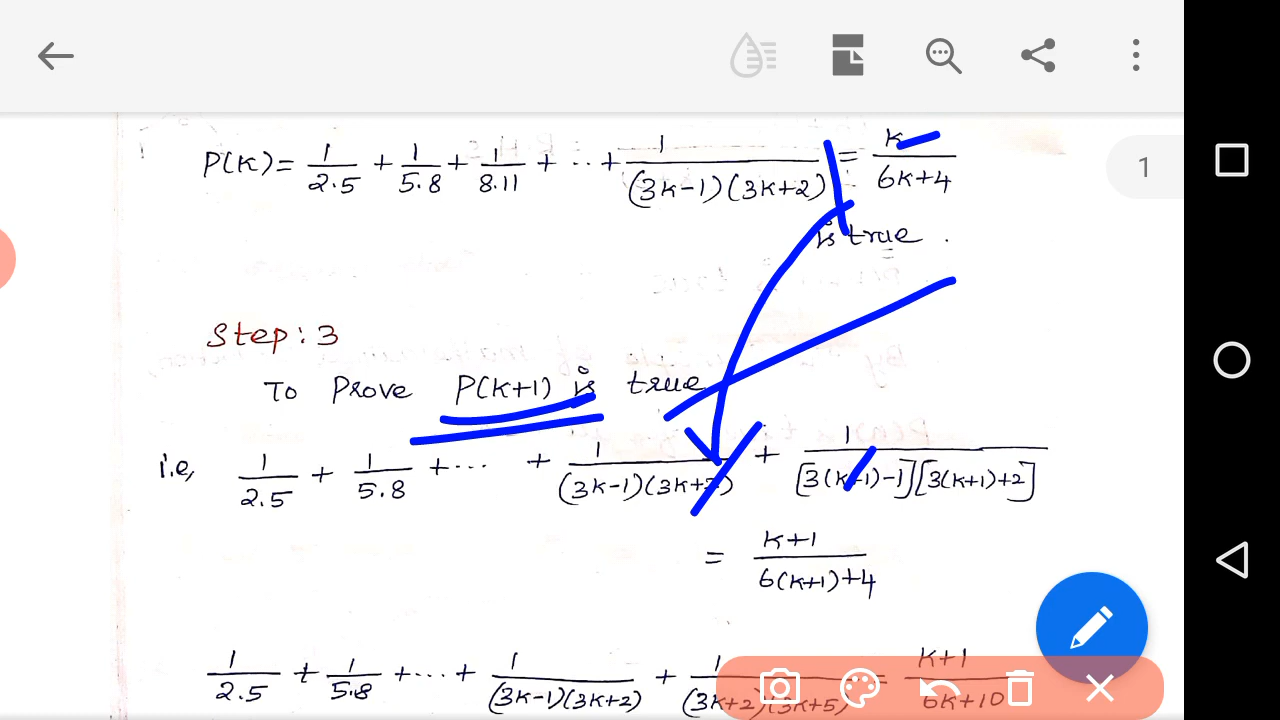 1
P(K) = 1/2.5 + 1/5.8 + 1/8.11 + ... + 1/(3K-1)(3K+2) = K/6K+4
is true.
Step: 3
To Prove P(K+1) is true
i.e, 1/2.5 + 1/5.8 + ... + 1/(3K-1)(3K+2) + 1/[3(K+1)-1][3(K+1)+2]
= K+1/6(K+1)+4
1/2.5 + 1/5.8 + ... + 1/(3K-1)(3K+2) + 1/(3K+2)(3K+5) = K+1/6K+10